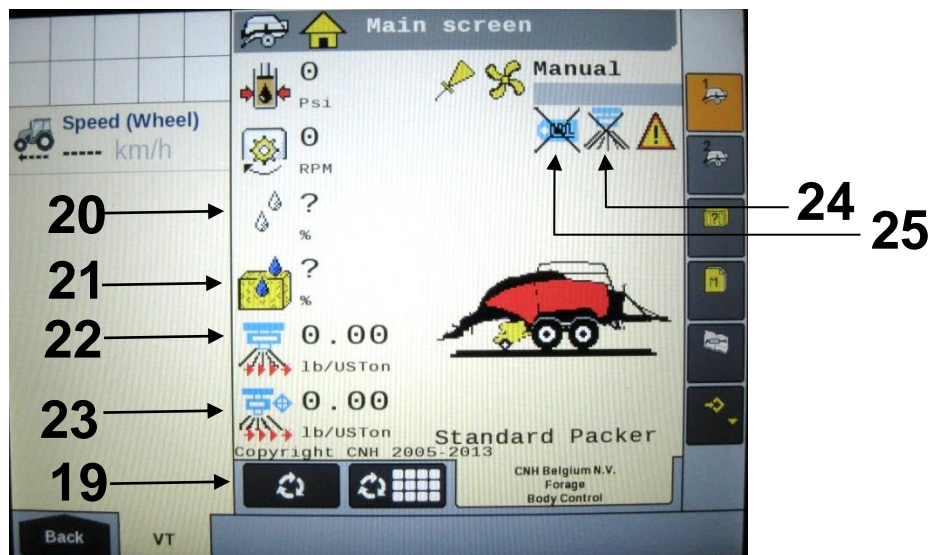 Main screen
0
Psi
Manual
Speed (Wheel)
----- km/h
0
RPM
1
2
20
?
%
24
25
21
?
%
M
22
0.00
lb/USTon
23
0.00
lb/USTon
Standard Packer
Copyright CNH 2005-2013
19
CNH Belgium N.V.
Forage
Body Control
Back
VT